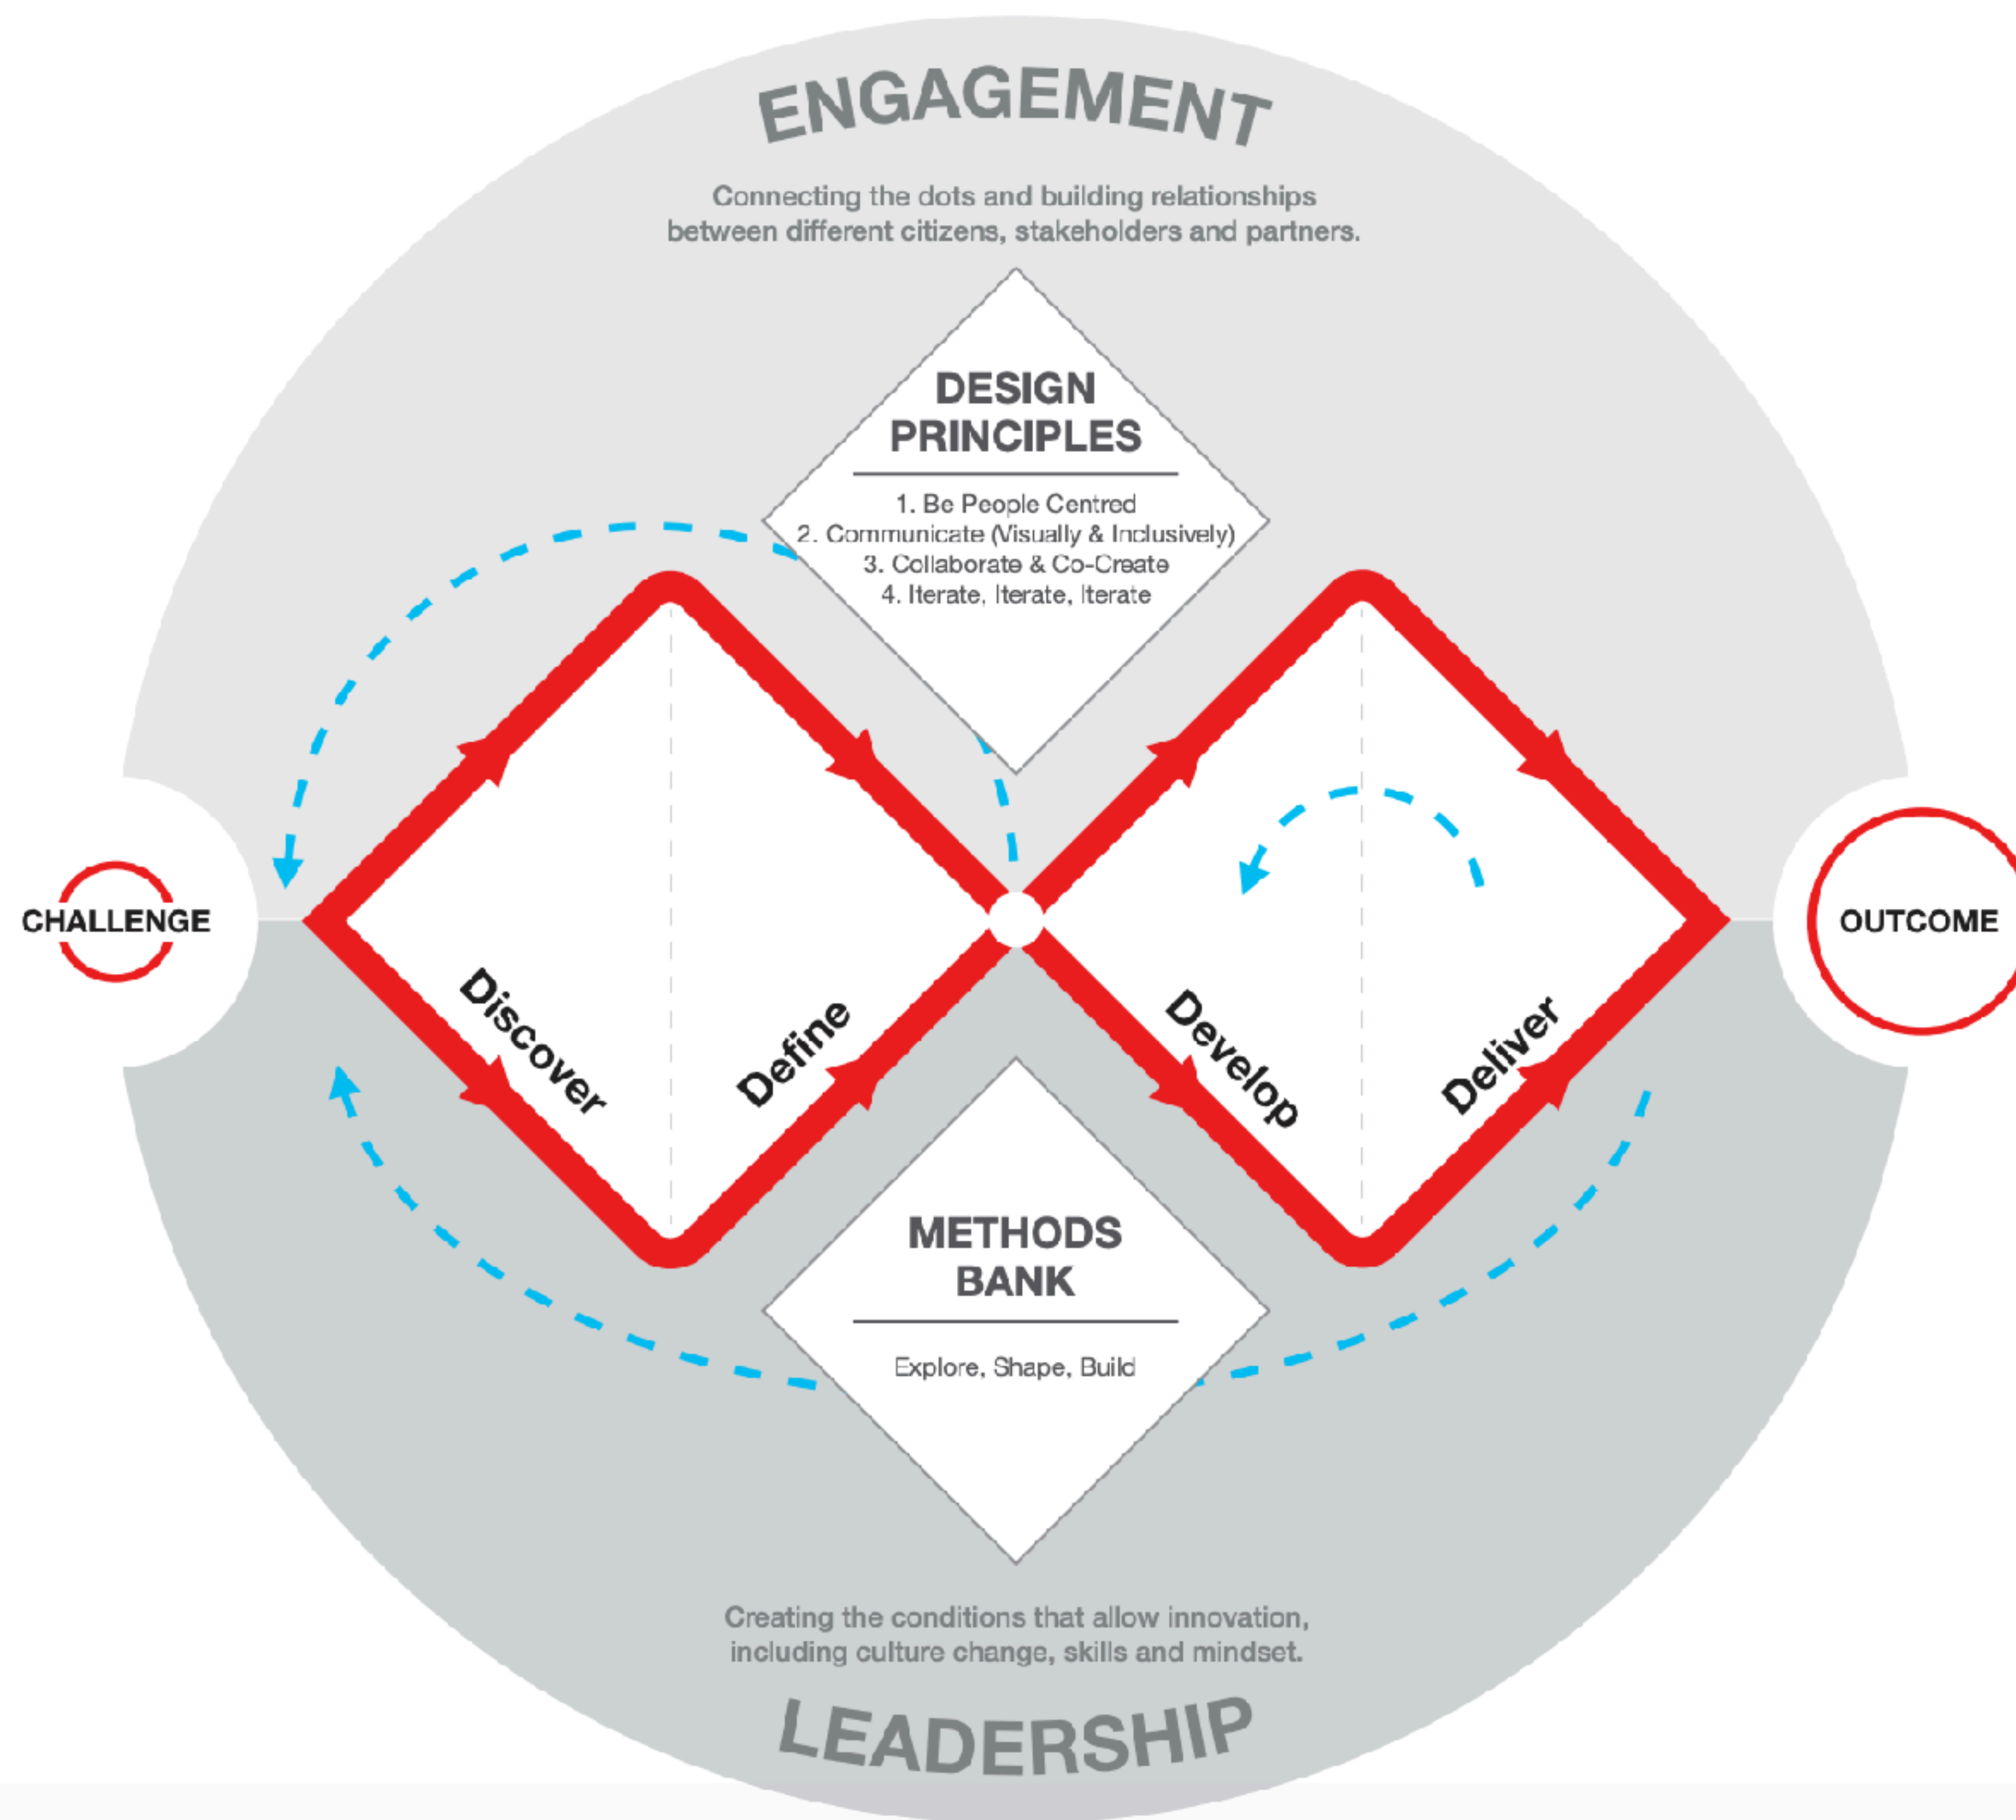 ENGAGEMENT
Connecting the dots and building relationships
between different citizens, stakeholders and partners.
DESIGN
PRINCIPLES
1. Be People Centred
2. Communicate (Visually & Inclusively)
3. Collaborate & Co-Create
4. Iterate, Iterate, Iterate
CHALLENGE
OUTCOME
Discover
Define
Develop
Deliver
METHODS
BANK
Explore, Shape, Build
Creating the conditions that allow innovation,
including culture change, skills and mindset.
LEADERSHIP